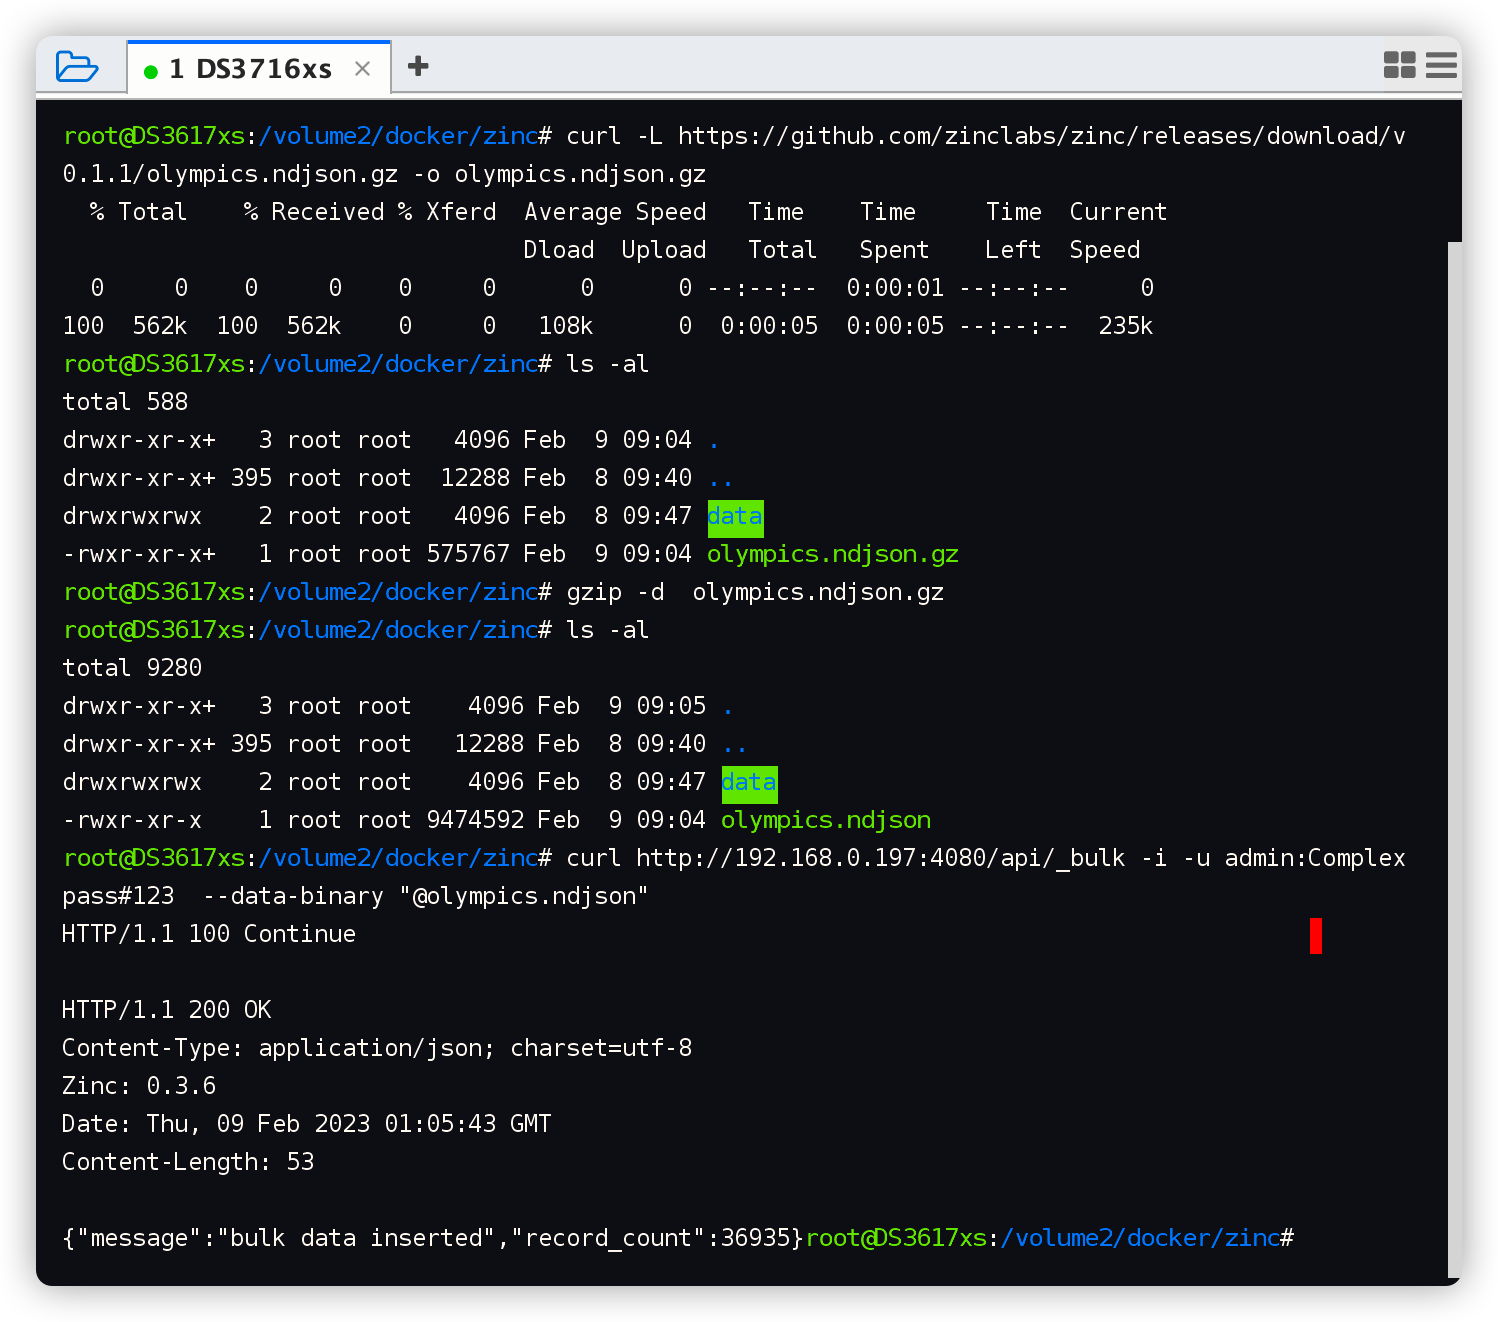 1 DS3716xs × +
root@DS3617xs:/volume2/docker/zinc# curl -L https://github.com/zinclabs/zinc/releases/download/v
0.1.1/olympics.ndjson.gz -o olympics.ndjson.gz
  % Total    % Received % Xferd  Average Speed   Time    Time     Time  Current
                                 Dload  Upload   Total   Spent    Left  Speed
  0     0    0     0    0     0      0      0 --:--:--  0:00:01 --:--:--     0
100  562k  100  562k    0     0   108k      0  0:00:05  0:00:05 --:--:--  235k
root@DS3617xs:/volume2/docker/zinc# ls -al
total 588
drwxr-xr-x+   3 root root   4096 Feb  9 09:04 .
drwxr-xr-x+ 395 root root  12288 Feb  8 09:40 ..
drwxrwxrwx    2 root root   4096 Feb  8 09:47 data
-rwxr-xr-x+   1 root root 575767 Feb  9 09:04 olympics.ndjson.gz
root@DS3617xs:/volume2/docker/zinc# gzip -d  olympics.ndjson.gz
root@DS3617xs:/volume2/docker/zinc# ls -al
total 9280
drwxr-xr-x+   3 root root    4096 Feb  9 09:05 .
drwxr-xr-x+ 395 root root   12288 Feb  8 09:40 ..
drwxrwxrwx    2 root root    4096 Feb  8 09:47 data
-rwxr-xr-x    1 root root 9474592 Feb  9 09:04 olympics.ndjson
root@DS3617xs:/volume2/docker/zinc# curl http://192.168.0.197:4080/api/_bulk -i -u admin:Complex
pass#123  --data-binary "@olympics.ndjson"
HTTP/1.1 100 Continue

HTTP/1.1 200 OK
Content-Type: application/json; charset=utf-8
Zinc: 0.3.6
Date: Thu, 09 Feb 2023 01:05:43 GMT
Content-Length: 53

{"message":"bulk data inserted","record_count":36935}root@DS3617xs:/volume2/docker/zinc#